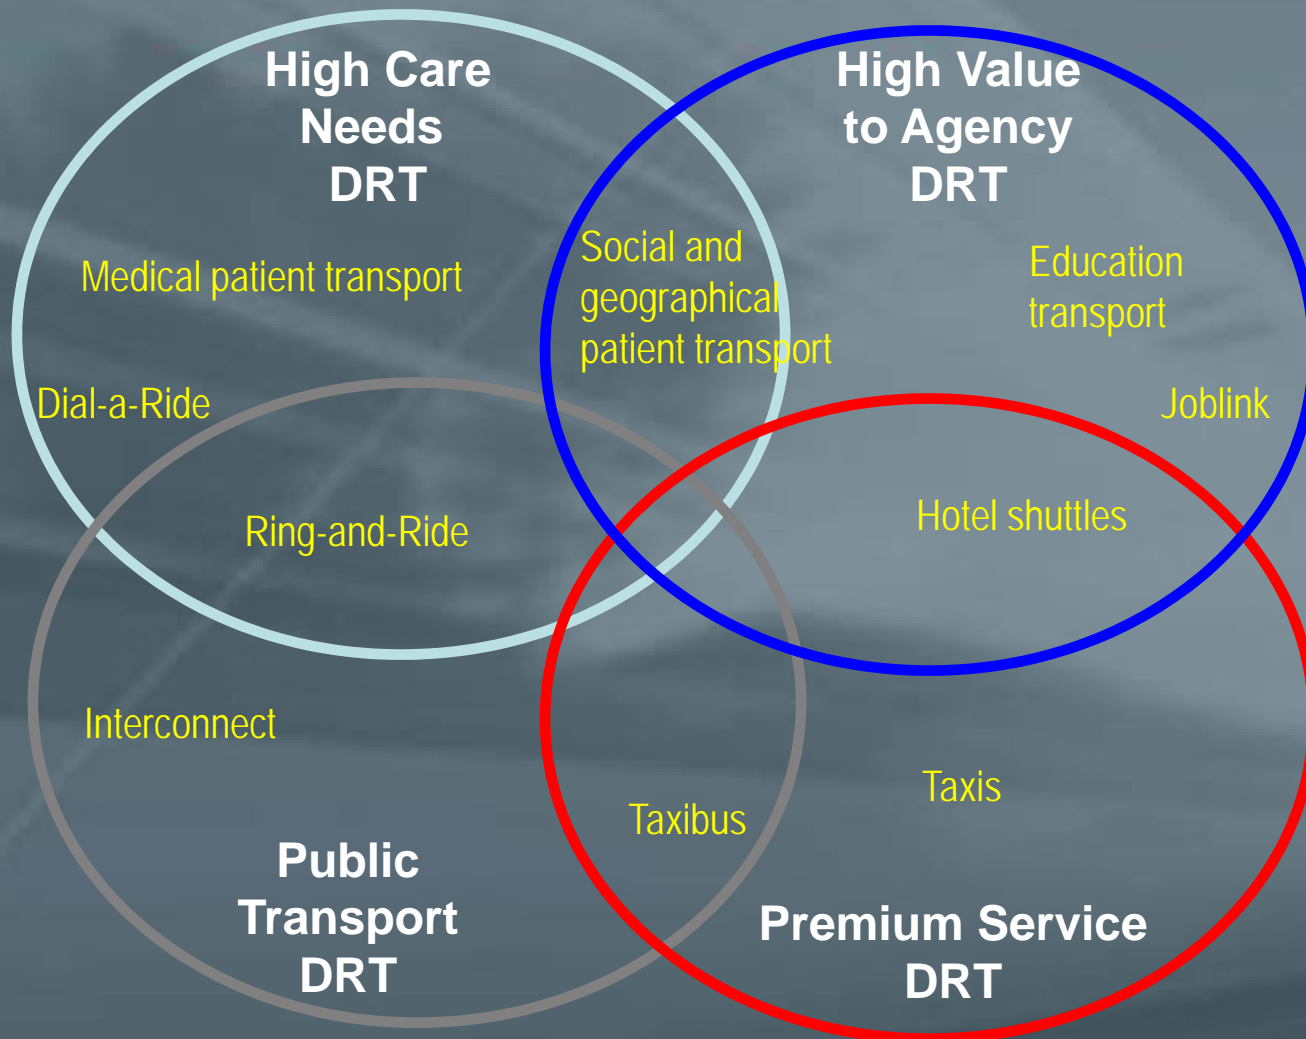 High Care
Needs
DRT
High Value
to Agency
DRT
Medical patient transport
Social and
geographical
patient transport
Education
transport
Dial-a-Ride
Joblink
Ring-and-Ride
Hotel shuttles
Interconnect
Taxibus
Taxis
Public
Transport
DRT
Premium Service
DRT